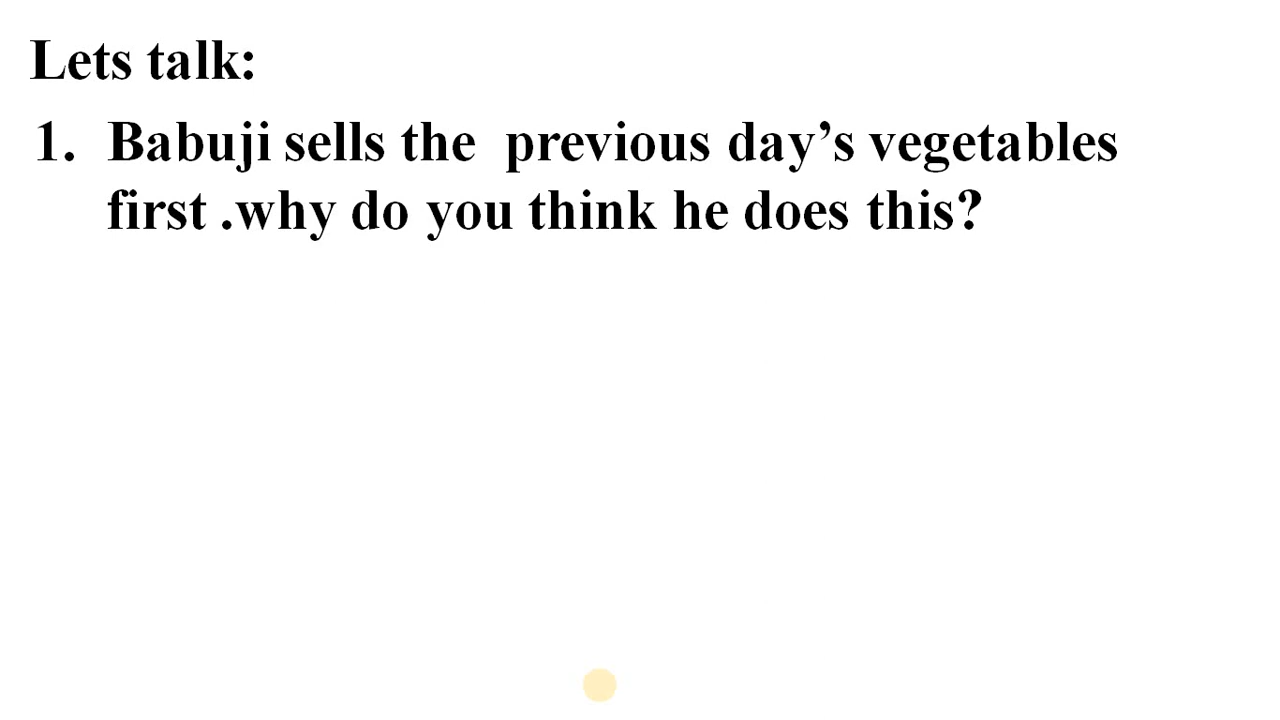 Lets talk:
1. Babuji sells the previous day’s vegetables
first .why do you think he does this?